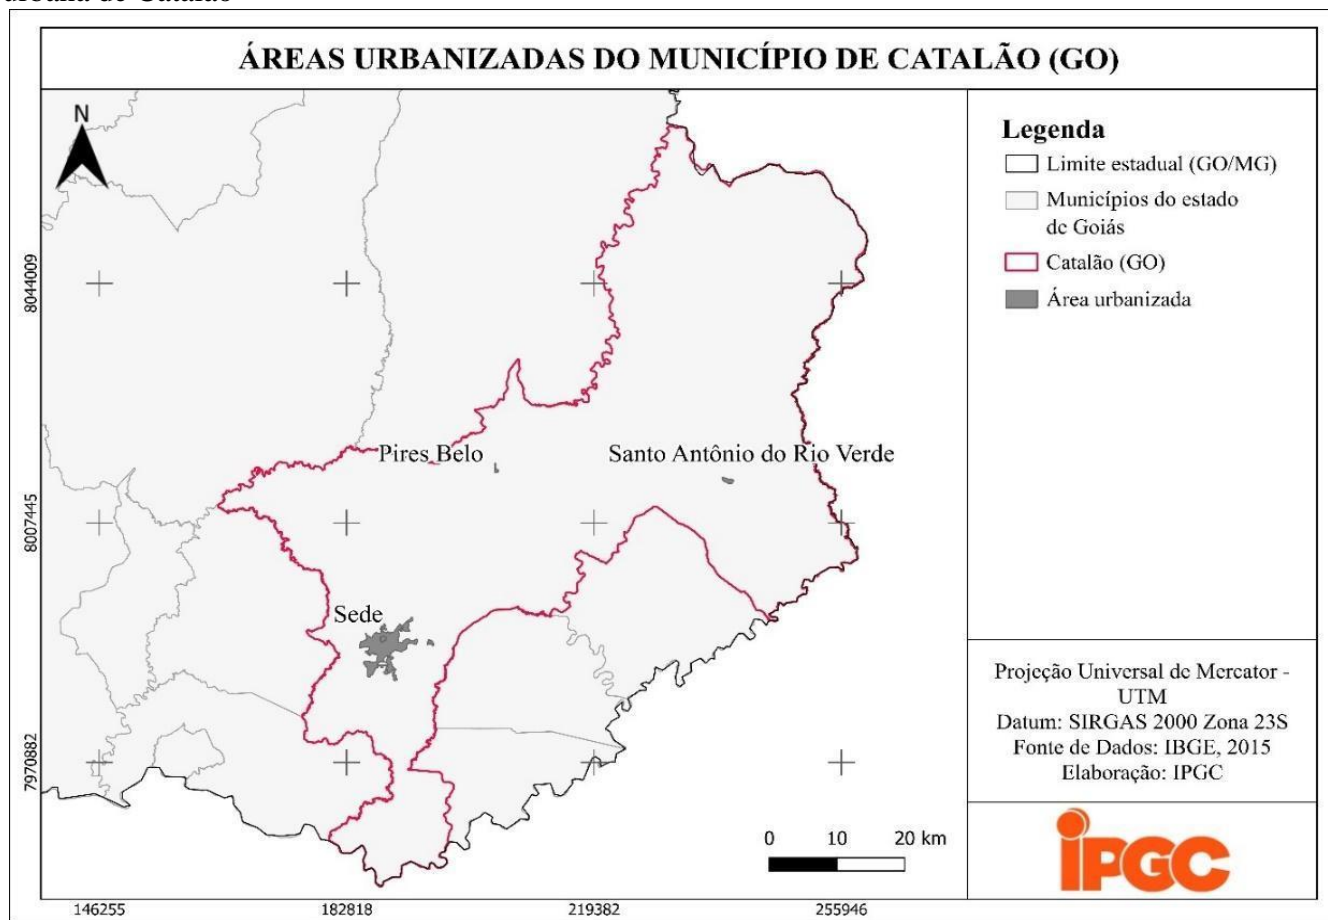 urbana de Catalão
ÁREAS URBANIZADAS DO MUNICÍPIO DE CATALÃO (GO)
N
Legenda
Limite estadual (GO/MG)
Municípios do estado
de Goiás
Catalão (GO)
Área urbanizada
8044009
8007445
7970882
Pires Belo
Santo Antônio do Rio Verde
Sede
0 10 20 km
146255 182818 219382 255946
Projeção Universal de Mercator -
UTM
Datum: SIRGAS 2000 Zona 23S
Fonte de Dados: IBGE, 2015
Elaboração: IPGC
iPGC